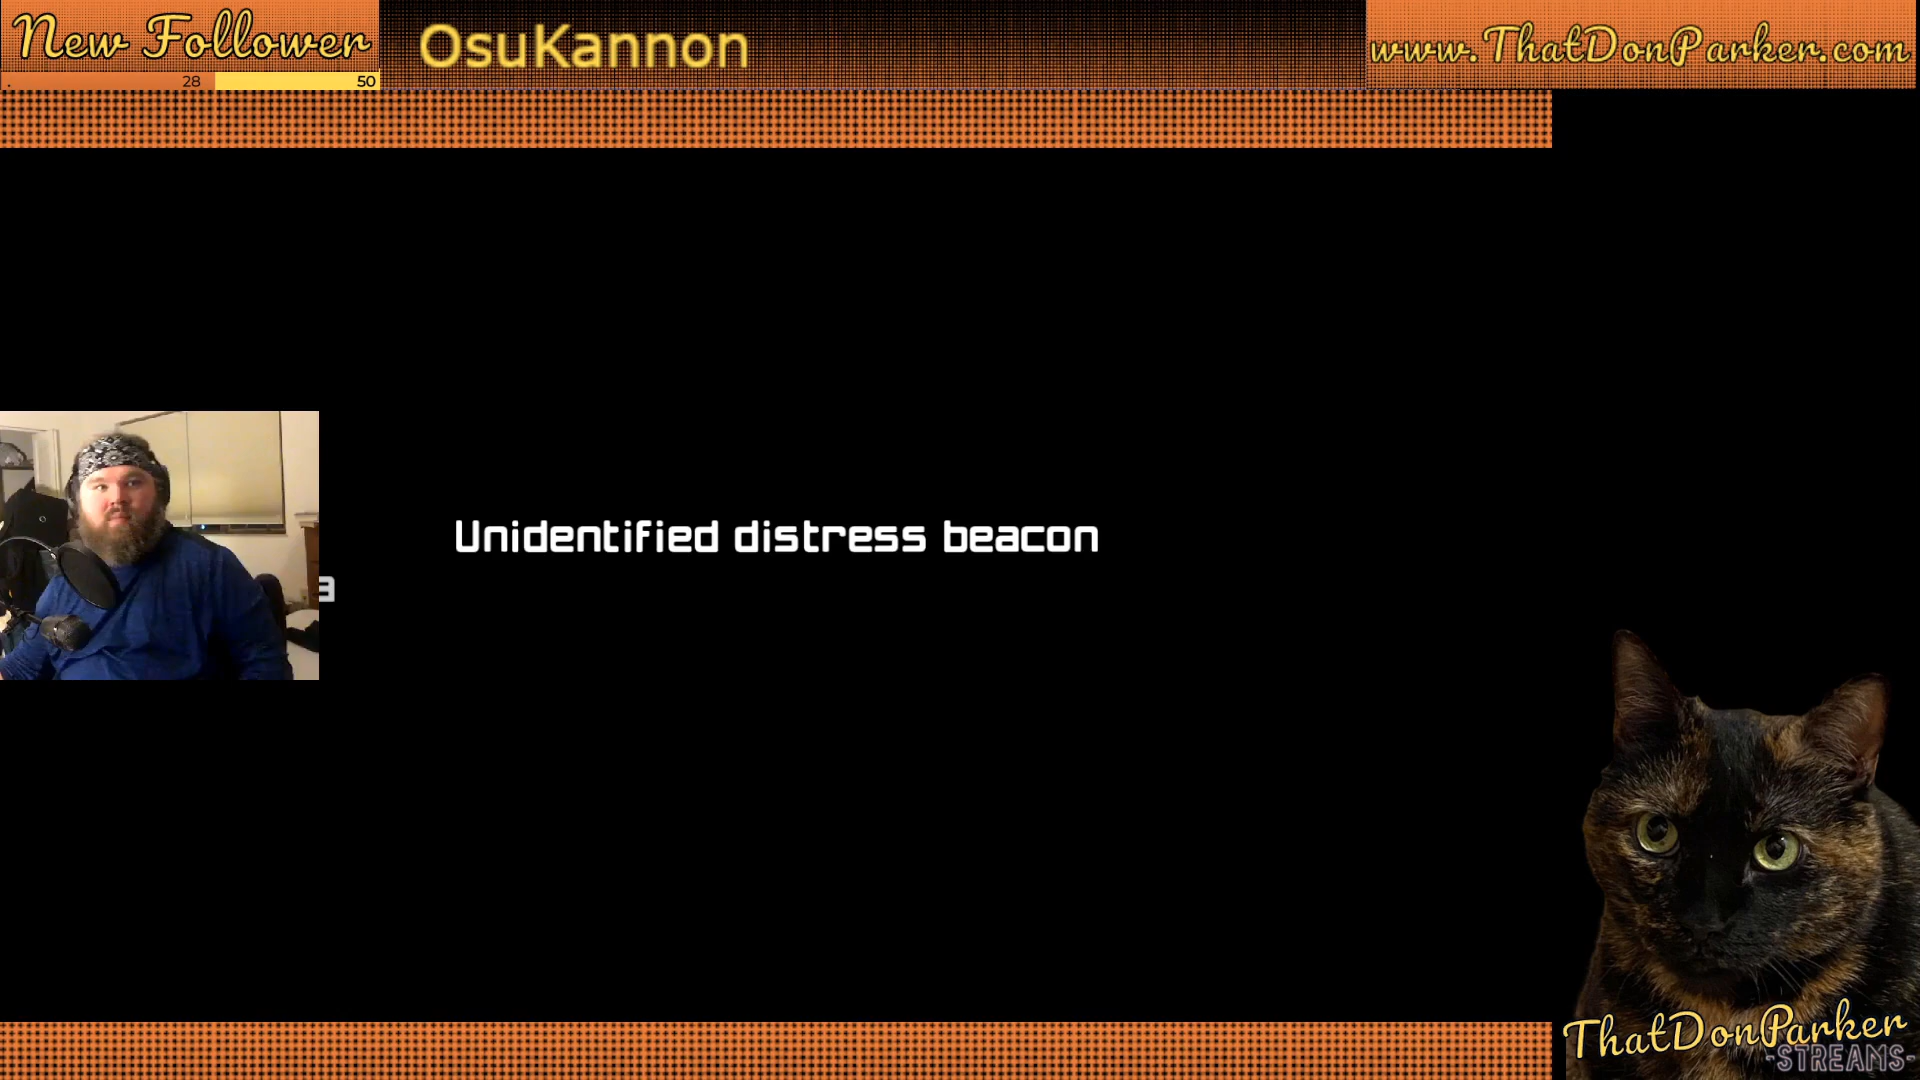 New Follower
OsuKannon
www.ThatDonParker.com
. 28 50
Unidentified distress beacon
a
ThatDonParker
-STREAMS-